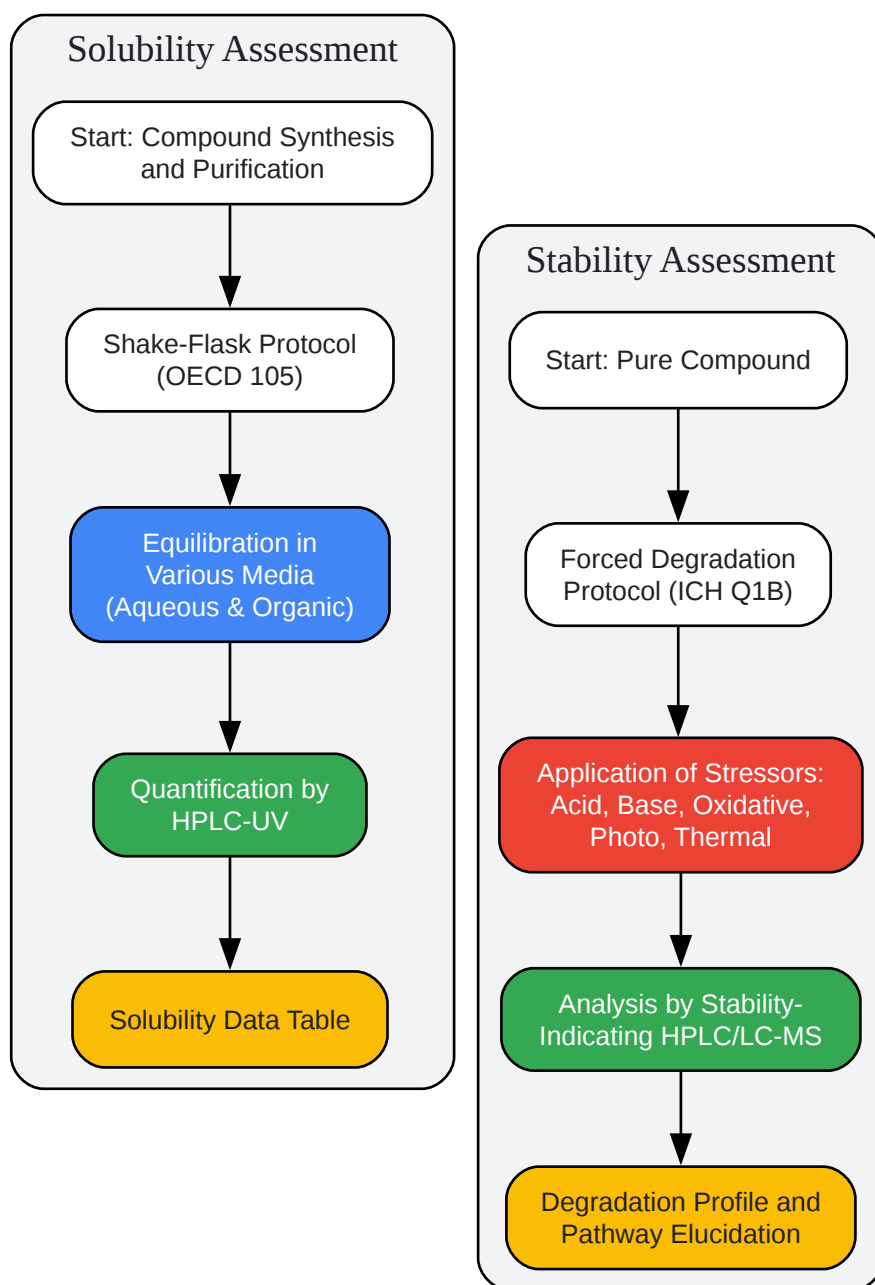 Solubility Assessment
Start: Compound Synthesis
and Purification
Shake-Flask Protocol
(OECD 105)
Equilibration in
Various Media
(Aqueous & Organic)
Quantification by
HPLC-UV
Solubility Data Table
Stability Assessment
Start: Pure Compound
Forced Degradation
Protocol (ICH Q1B)
Application of Stressors:
Acid, Base, Oxidative,
Photo, Thermal
Analysis by Stability-
Indicating HPLC/LC-MS
Degradation Profile and
Pathway Elucidation